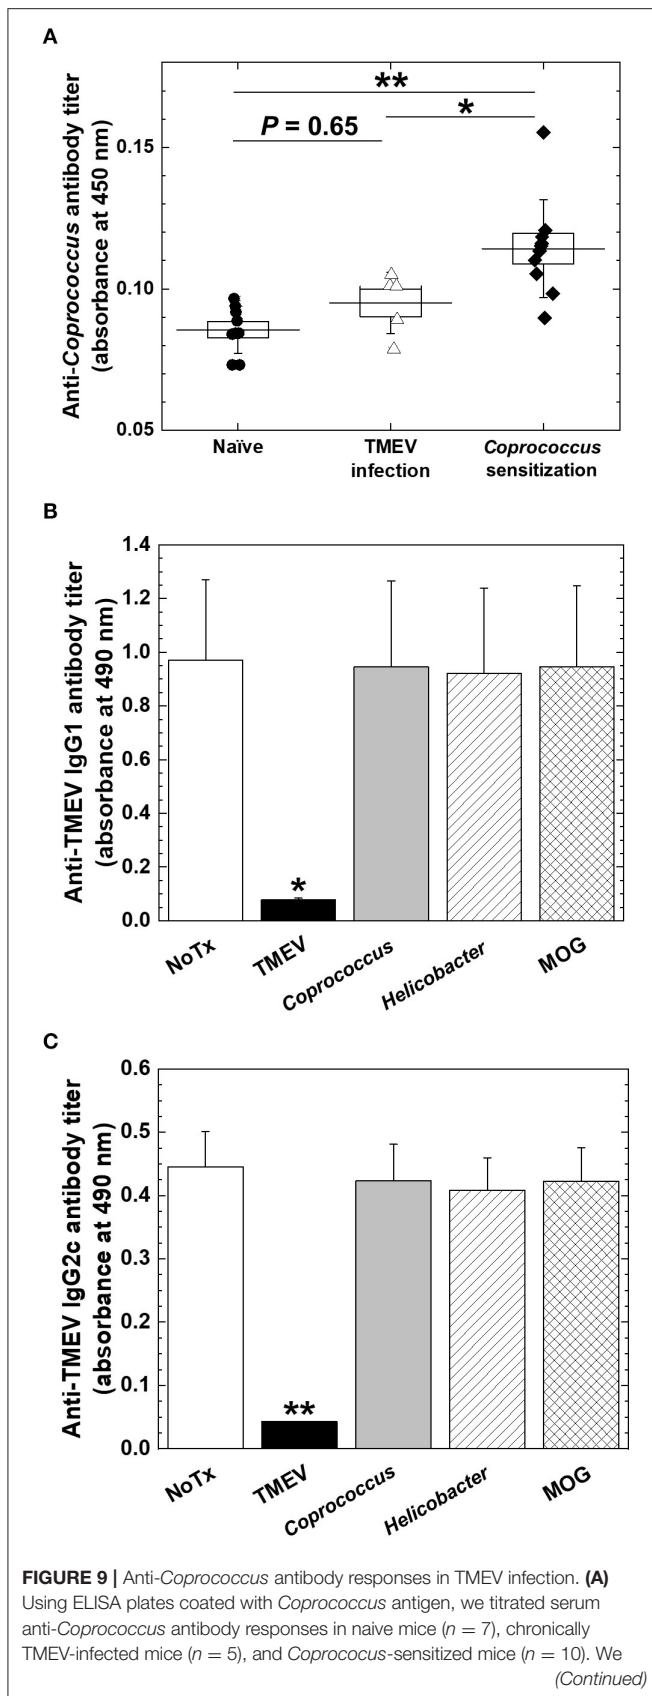 A
Anti-Coprococcus antibody titer
(absorbance at 450 nm)
0.15
0.10
0.05
**
*
P = 0.65
Naïve
TMEV
infection
Coprococcus
sensitization
B
Anti-TMEV IgG1 antibody titer
(absorbance at 490 nm)
1.4
1.2
1.0
0.8
0.6
0.4
0.2
0.0
*
NoTx
TMEV
Coprococcus
Helicobacter
MOG
C
Anti-TMEV IgG2c antibody titer
(absorbance at 490 nm)
0.6
0.5
0.4
0.3
0.2
0.1
0.0
**
NoTx
TMEV
Coprococcus
Helicobacter
MOG
FIGURE 9 | Anti-Coprococcus antibody responses in TMEV infection. (A)
Using ELISA plates coated with Coprococcus antigen, we titrated serum
anti-Coprococcus antibody responses in naive mice (n = 7), chronically
TMEV-infected mice (n = 5), and Coprococus-sensitized mice (n = 10). We
(Continued)